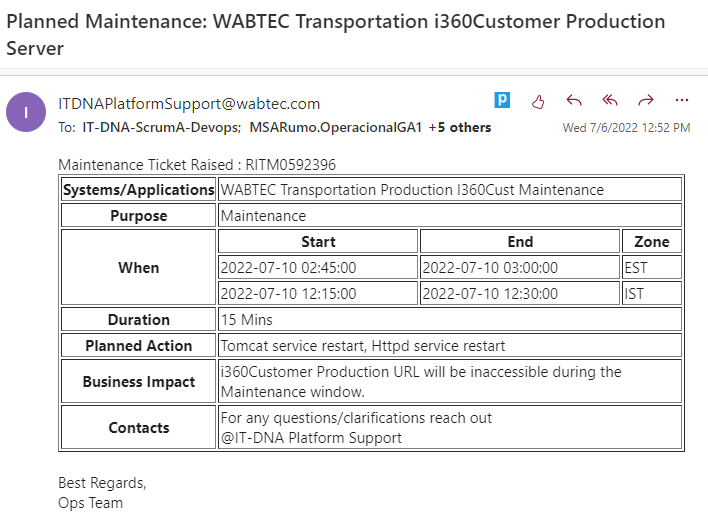 Planned Maintenance: WABTEC Transportation i360Customer Production
Server
I
ITDNAPlatformSupport@wabtec.com
p
To: IT-DNA-ScrumA-Devops; MSARumo.OperacionalGA1 +5 others
Wed 7/6/2022 12:52 PM
Maintenance Ticket Raised : RITM0592396
Systems/Applications WABTEC Transportation Production I360Cust Maintenance
Purpose Maintenance
When
Start End Zone
2022-07-10 02:45:00 2022-07-10 03:00:00 EST
2022-07-10 12:15:00 2022-07-10 12:30:00 IST
Duration 15 Mins
Planned Action Tomcat service restart, Httpd service restart
Business Impact
i360Customer Production URL will be inaccessible during the
Maintenance window.
Contacts
For any questions/clarifications reach out
@IT-DNA Platform Support
Best Regards,
Ops Team